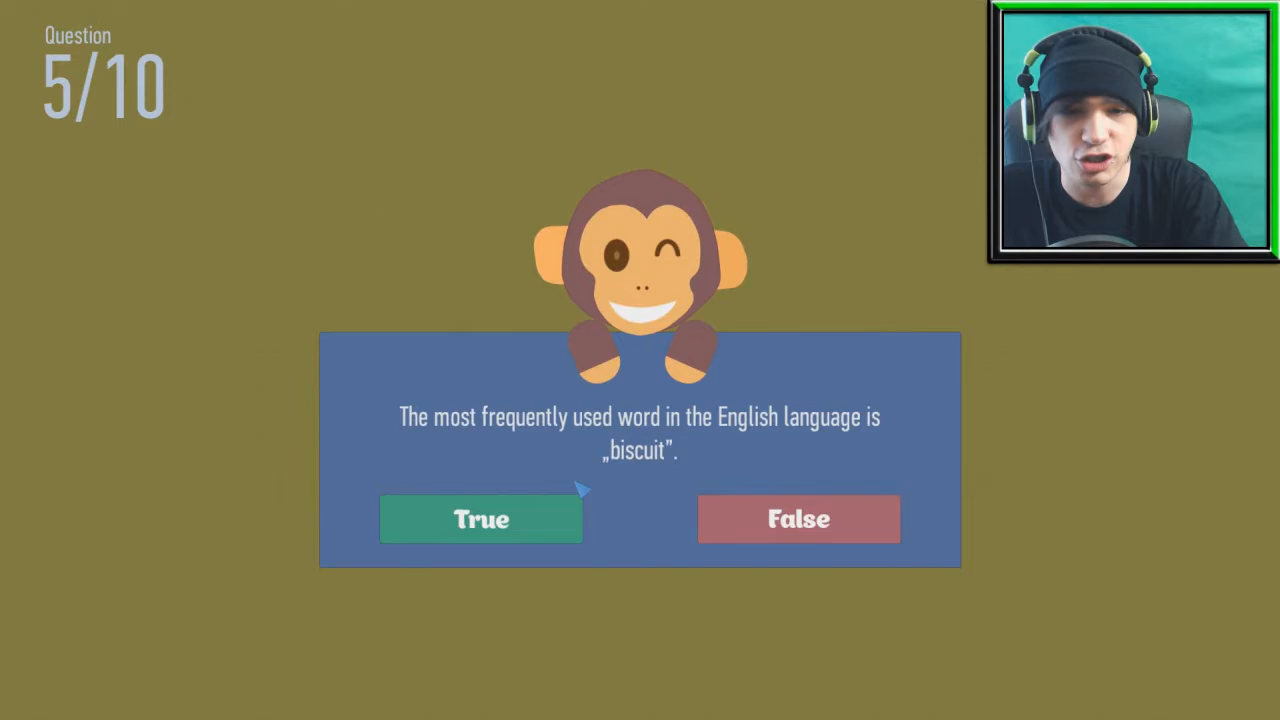 Question
5/10
The most frequently used word in the English language is
„biscuit”.
True
False